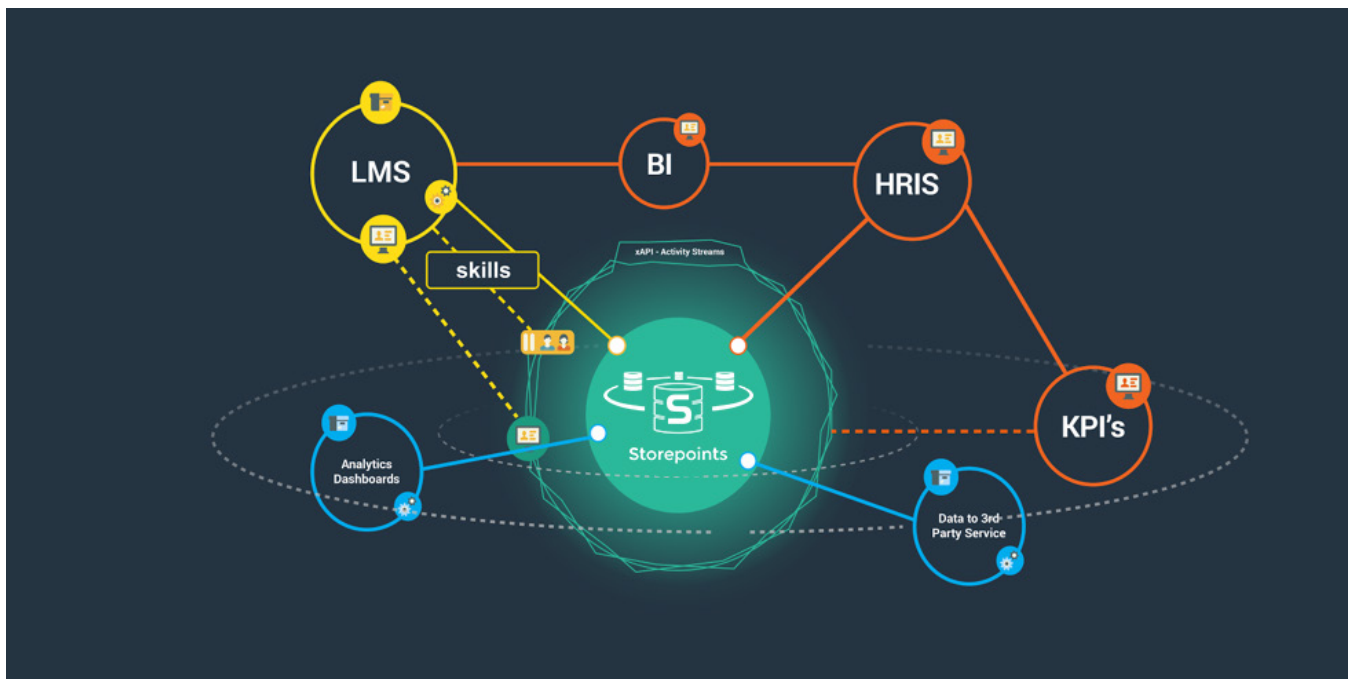 LMS
BI
HRIS
xAPI - Activity Streams
skills
S
Storepoints
KPI's
Analytics
Dashboards
Data to 3rd
Party Service